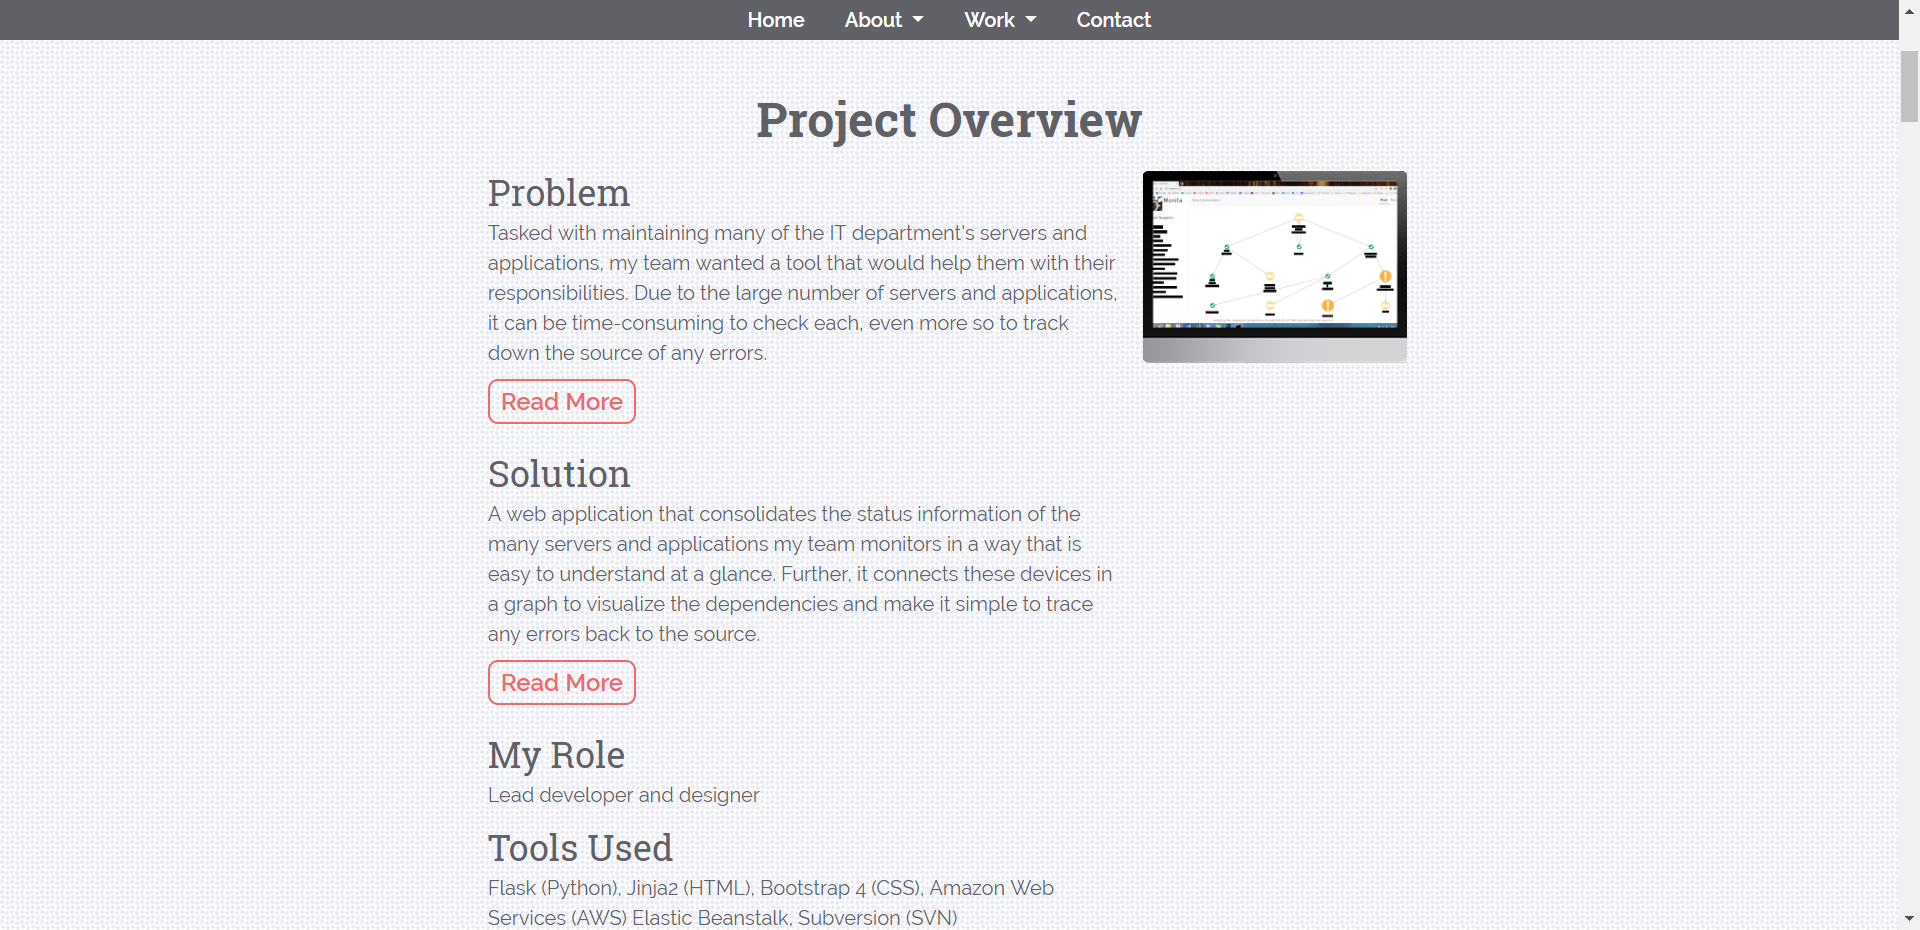 Home About Work Contact
Project Overview
Problem
Tasked with maintaining many of the IT department's servers and
applications, my team wanted a tool that would help them with their
responsibilities. Due to the large number of servers and applications,
it can be time-consuming to check each, even more so to track
down the source of any errors.
Read More
Monita
Solution
A web application that consolidates the status information of the
many servers and applications my team monitors in a way that is
easy to understand at a glance. Further, it connects these devices in
a graph to visualize the dependencies and make it simple to trace
any errors back to the source.
Read More
My Role
Lead developer and designer
Tools Used
Flask (Python), Jinja2 (HTML), Bootstrap 4 (CSS), Amazon Web
Services (AWS) Elastic Beanstalk, Subversion (SVN)